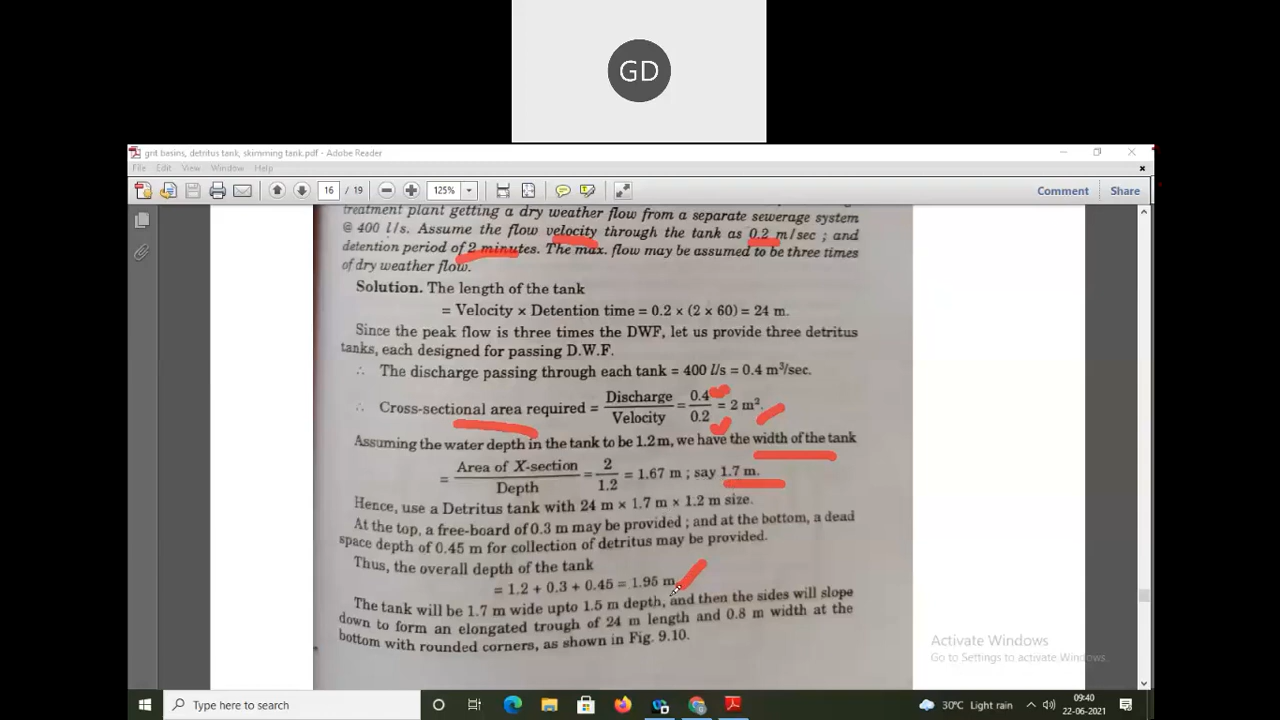 GD
grit basins, detritus tank, skimming tank.pdf - Adobe Reader
File Edit View Window Help
16 / 19 125% Comment Share
treatment plant getting a dry weather flow from a separate sewerage system
@ 400 l/s. Assume the flow velocity through the tank as 0.2 m/sec ; and
detention period of 2 minutes. The max. flow may be assumed to be three times
of dry weather flow.
Solution. The length of the tank
= Velocity × Detention time = 0.2 × (2 × 60) = 24 m.
Since the peak flow is three times the DWF, let us provide three detritus
tanks, each designed for passing D.W.F.
∴ The discharge passing through each tank = 400 l/s = 0.4 m³/sec.
∴ Cross-sectional area required = Discharge / Velocity = 0.4 / 0.2 = 2 m².
Assuming the water depth in the tank to be 1.2 m, we have the width of the tank
= Area of X-section / Depth = 2 / 1.2 = 1.67 m ; say 1.7 m.
Hence, use a Detritus tank with 24 m × 1.7 m × 1.2 m size.
At the top, a free-board of 0.3 m may be provided ; and at the bottom, a dead
space depth of 0.45 m for collection of detritus may be provided.
Thus, the overall depth of the tank
= 1.2 + 0.3 + 0.45 = 1.95 m.
The tank will be 1.7 m wide upto 1.5 m depth, and then the sides will slope
down to form an elongated trough of 24 m length and 0.8 m width at the
bottom with rounded corners, as shown in Fig. 9.10.
Activate Windows
Go to Settings to activate Windows.
Type here to search
30°C Light rain
09:40
22-06-2021